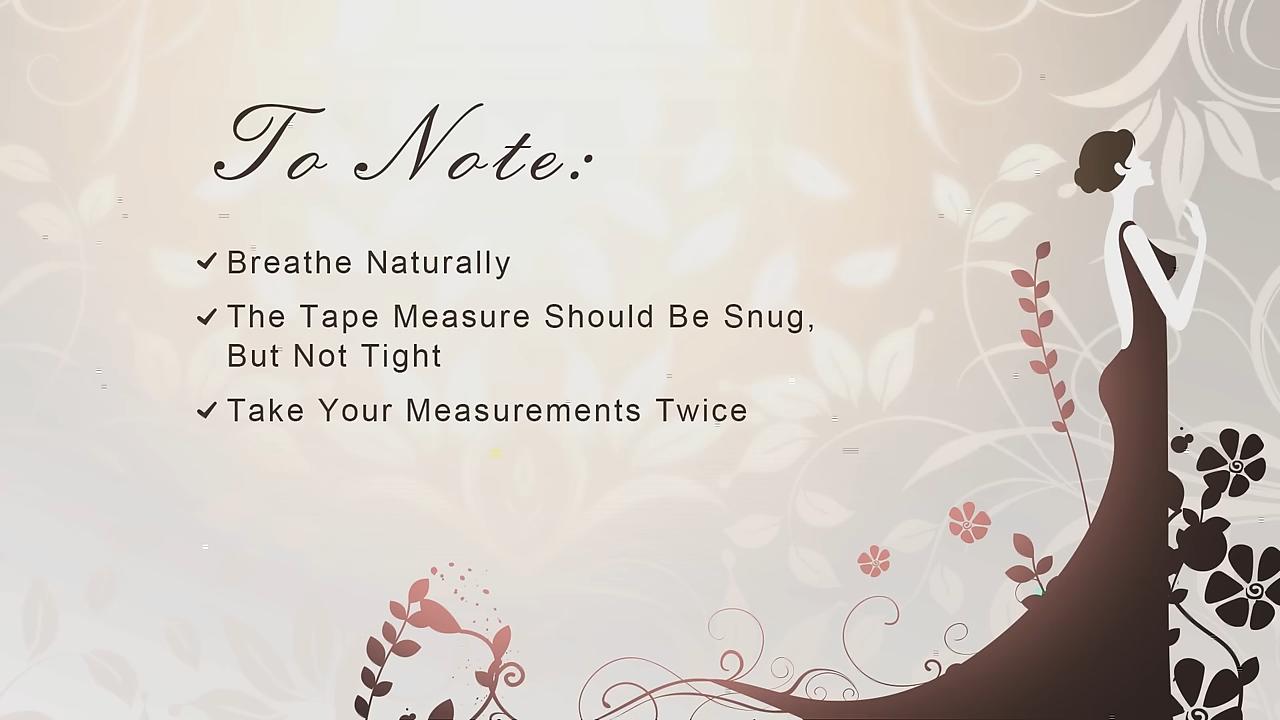 To Note:
Breathe Naturally
The Tape Measure Should Be Snug,
But Not Tight
Take Your Measurements Twice